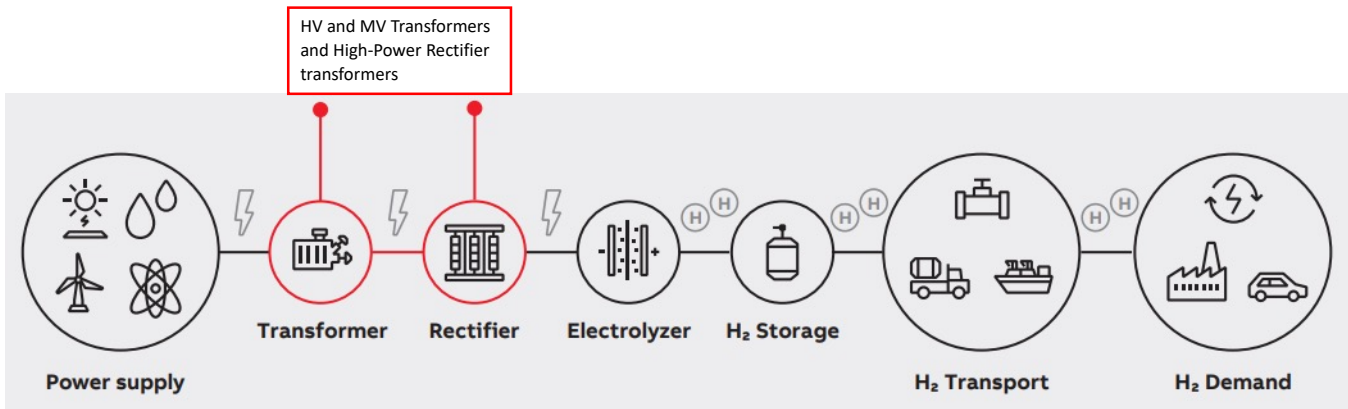 HV and MV Transformers
and High-Power Rectifier
transformers
H H
H H
H H
Transformer
Rectifier
Electrolyzer
H₂ Storage
Power supply
H₂ Transport
H₂ Demand